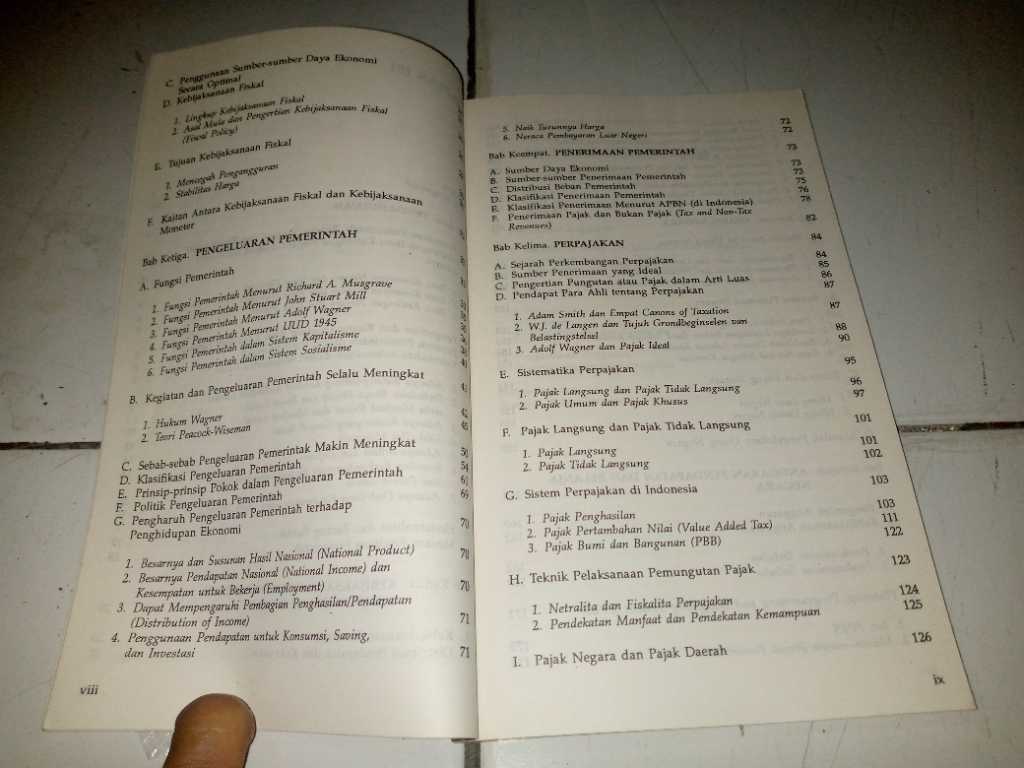 C. Penggunaan Sumber-sumber Daya Ekonomi
Secara Optimal
D. Kebijaksanaan Fiskal
1. Lingkup Kebijaksanaan Fiskal
2. Asal Mula dan Pengertian Kebijaksanaan Fiskal
(Fiscal Policy)
E. Tujuan Kebijaksanaan Fiskal
1. Mencegah Pengangguran
2. Stabilitas Harga
F. Kaitan Antara Kebijaksanaan Fiskal dan Kebijaksanaan
Moneter
Bab Ketiga. PENGELUARAN PEMERINTAH
A. Fungsi Pemerintah
1. Fungsi Pemerintah Menurut Richard A. Musgrave
2. Fungsi Pemerintah Menurut John Stuart Mill
3. Fungsi Pemerintah Menurut Adolf Wagner
4. Fungsi Pemerintah Menurut UUD 1945
5. Fungsi Pemerintah dalam Sistem Kapitalisme
6. Fungsi Pemerintah dalam Sistem Sosialisme
B. Kegiatan dan Pengeluaran Pemerintah Selalu Meningkat
1. Hukum Wagner
2. Teori Peacock-Wiseman
C. Sebab-sebab Pengeluaran Pemerintak Makin Meningkat
D. Klasifikasi Pengeluaran Pemerintah 54
E. Prinsip-prinsip Pokok dalam Pengeluaran Pemerintah
F. Politik Pengeluaran Pemerintah 69
G. Pengharuh Pengeluaran Pemerintah terhadap
Penghidupan Ekonomi 70
1. Besarnya dan Susunan Hasil Nasional (National Product) 70
2. Besarnya Pendapatan Nasional (National Income) dan
Kesempatan untuk Bekerja (Employment) 70
3. Dapat Mempengaruhi Pembagian Penghasilan/Pendapatan
(Distribution of Income) 71
4. Penggunaan Pendapatan untuk Konsumsi, Saving,
dan Investasi 71
viii
5. Naik Turunnya Harga 72
6. Neraca Pembayaran Luar Negeri 72
Bab Keempat. PENERIMAAN PEMERINTAH 73
A. Sumber Daya Ekonomi 73
B. Sumber-sumber Penerimaan Pemerintah 73
C. Distribusi Beban Pemerintah 75
D. Klasifikasi Penerimaan Pemerintah 76
E. Klasifikasi Penerimaan Menurut APBN (di Indonesia) 78
F. Penerimaan Pajak dan Bukan Pajak (Tax and Non-Tax
Revenues) 82
Bab Kelima. PERPAJAKAN 84
A. Sejarah Perkembangan Perpajakan 84
B. Sumber Penerimaan yang Ideal 85
C. Pengertian Pungutan atau Pajak dalam Arti Luas 86
D. Pendapat Para Ahli tentang Perpajakan 87
1. Adam Smith dan Empat Canons of Taxation 87
2. W.J. de Langen dan Tujuh Grondbeginselen van
Belastingstelsel 88
3. Adolf Wagner dan Pajak Ideal 90
E. Sistematika Perpajakan 95
1. Pajak Langsung dan Pajak Tidak Langsung 96
2. Pajak Umum dan Pajak Khusus 97
F. Pajak Langsung dan Pajak Tidak Langsung 101
1. Pajak Langsung 101
2. Pajak Tidak Langsung 102
G. Sistem Perpajakan di Indonesia 103
1. Pajak Penghasilan 103
2. Pajak Pertambahan Nilai (Value Added Tax) 111
3. Pajak Bumi dan Bangunan (PBB) 122
H. Teknik Pelaksanaan Pemungutan Pajak 123
1. Netralita dan Fiskalita Perpajakan 124
2. Pendekatan Manfaat dan Pendekatan Kemampuan 125
I. Pajak Negara dan Pajak Daerah 126
ix